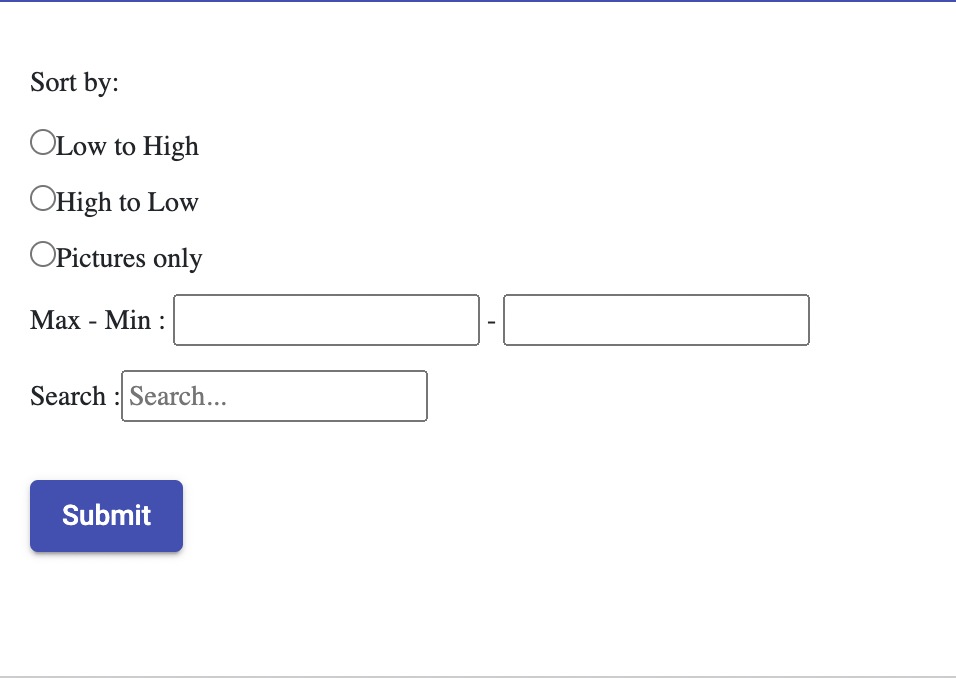 Sort by:
Low to High
High to Low
Pictures only
Max - Min : -
Search : Search...
Submit